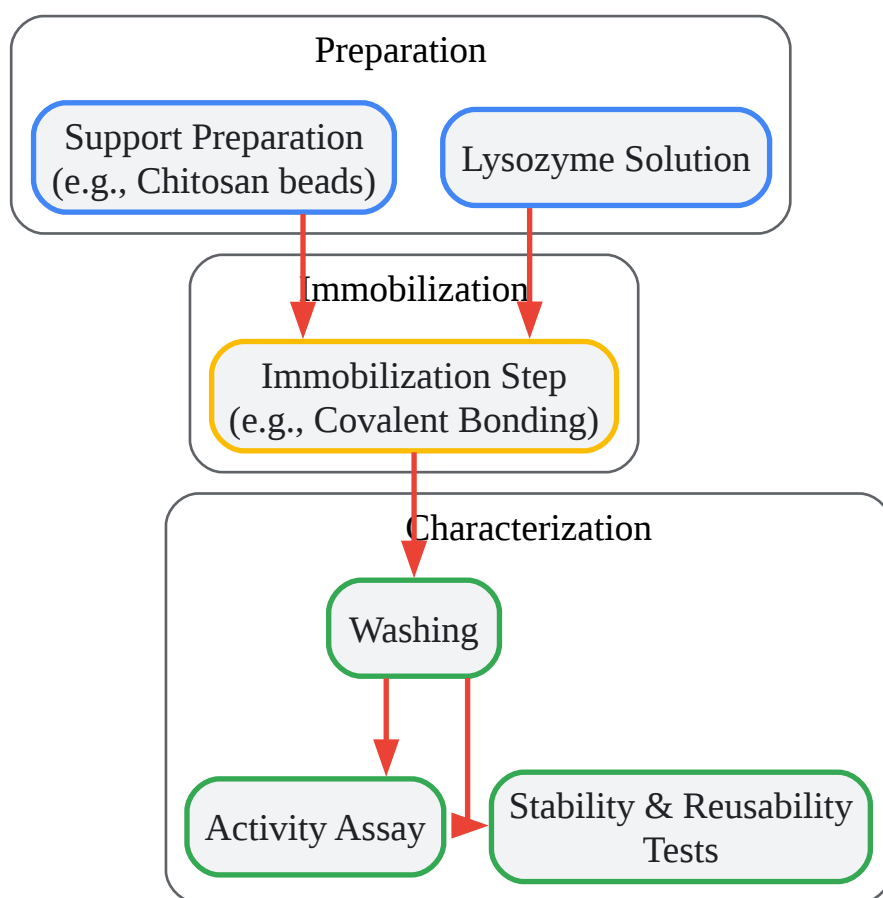 Preparation
Support Preparation
(e.g., Chitosan beads)
Lysozyme Solution
Immobilization
Immobilization Step
(e.g., Covalent Bonding)
Characterization
Washing
Activity Assay
Stability & Reusability
Tests